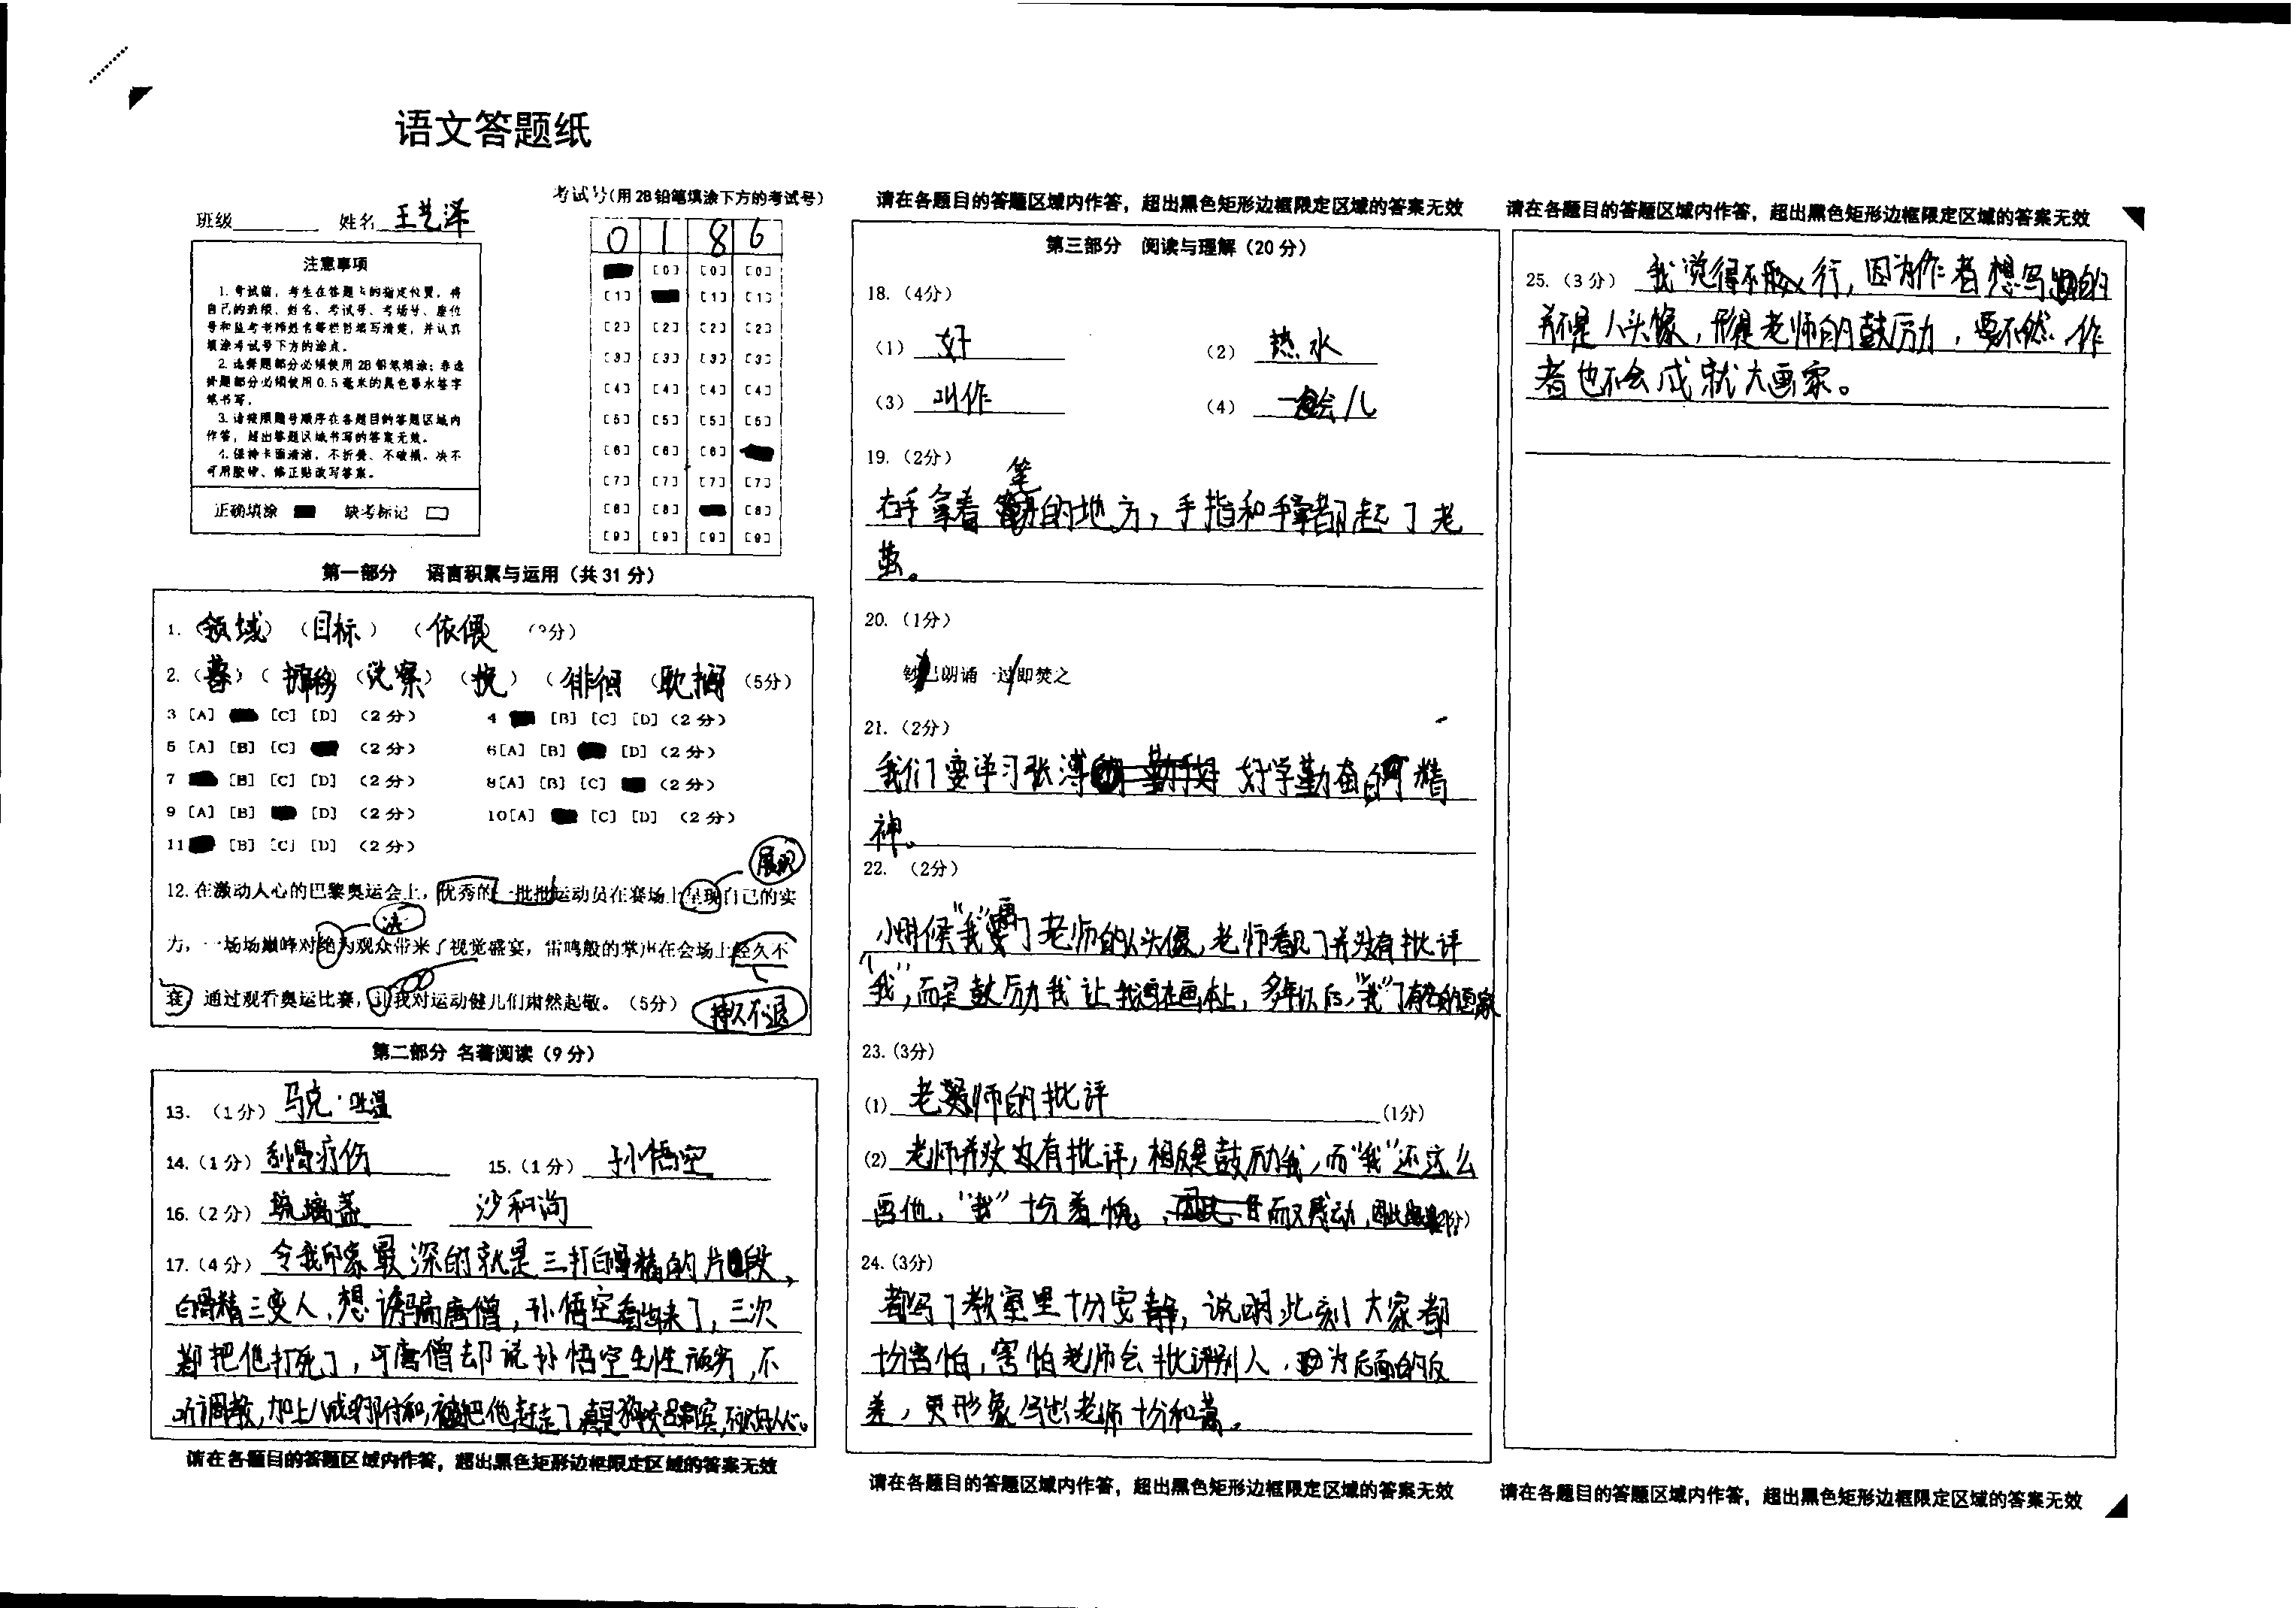 语文答题纸
班级 姓名 王艺泽
考试号(用2B铅笔填涂下方的考试号)
0 1 8 6
注意事项
1.考试前,考生在答题卡的指定位置,将
自己的班级、姓名、考试号、考场号、座位
号和监考老师姓名等栏目填写清楚,并认真
填涂考试号下方的涂点。
2.选择题部分必须使用2B铅笔填涂;非选
择题部分必须使用0.5毫米的黑色墨水签字
笔书写。
3.请按照题号顺序在各题目的答题区域内
作答,超出答题区域书写的答案无效。
4.保持卡面清洁,不折叠、不破损。决不
可用胶带、修正贴改写答案。
正确填涂 缺考标记
[0] [0] [0]
[1] [1] [1]
[2] [2] [2] [2]
[3] [3] [3] [3]
[4] [4] [4] [4]
[5] [5] [5] [5]
[6] [6] [6]
[7] [7] [7] [7]
[8] [8] [8]
[9] [9] [9] [9]
第一部分 语言积累与运用(共31分)
1.(领域)(目标)(依偎)( 分)
2.(暮)( )( )( )(徘徊 (耽搁(5分)
3 [A] [C] [D] (2分) 4 [B] [C] [D] (2分)
5 [A] [B] [C] (2分) 6[A] [B] [D] (2分)
7 [B] [C] [D] (2分) 8[A] [B] [C] (2分)
9 [A] [B] [D] (2分) 10[A] [C] [D] (2分)
11 [B] [C] [D] (2分)
展现
12.在激动人心的巴黎奥运会上,优秀的一批批运动员在赛场上呈现自己的实
决
力,一场场巅峰对绝为观众带来了视觉盛宴,雷鸣般的掌声在会场上经久不
衰。通过观看奥运比赛,让我对运动健儿们肃然起敬。(5分)
持久不退
第二部分 名著阅读(9分)
13.(1分)马克·吐温
14.(1分)刮骨疗伤 15.(1分)孙悟空
16.(2分)琉璃盏 沙和尚
17.(4分)令我印象最深的就是三打白骨精的片段,
白骨精三变人,想诱骗唐僧,孙悟空看出来了,三次
都把他打死了,可唐僧却说孙悟空生性顽劣,不
听调教,加上八戒附和,把他赶走了,真是狗咬吕洞宾,不识好人心。
请在各题目的答题区域内作答,超出黑色矩形边框限定区域的答案无效
请在各题目的答题区域内作答,超出黑色矩形边框限定区域的答案无效
第三部分 阅读与理解(20分)
18.(4分)
(1)好 (2)热水
(3)叫作 (4)一会儿
19.(2分)
笔
右手拿着 的地方,手指和手掌都起了老
茧。
20.(1分)
钞已朗诵一过即焚之
21.(2分)
我们要学习张溥 好学勤奋的精
神。
22.(2分)
小时候“我”画了老师的人头像,老师看见了并没有批评
“我”,而是鼓励我让我画在画本上,多年以后,“我”了有名的画家
23.(3分)
(1)老师的批评(1分)
(2)老师并没有批评,相反是鼓励我,而“我”还这么
画他,“我”十分羞愧, 而又感动,
24.(3分)
都写了教室里十分安静,说明此刻大家都
十分害怕,害怕老师会批评别人,因为后面的反
差,更形象写出老师十分和蔼。
请在各题目的答题区域内作答,超出黑色矩形边框限定区域的答案无效
请在各题目的答题区域内作答,超出黑色矩形边框限定区域的答案无效
25.(3分)我觉得不行,因为作者想写的
并不是人头像,而是老师的鼓励,要不然,作
者也不会成就大画家。
请在各题目的答题区域内作答,超出黑色矩形边框限定区域的答案无效